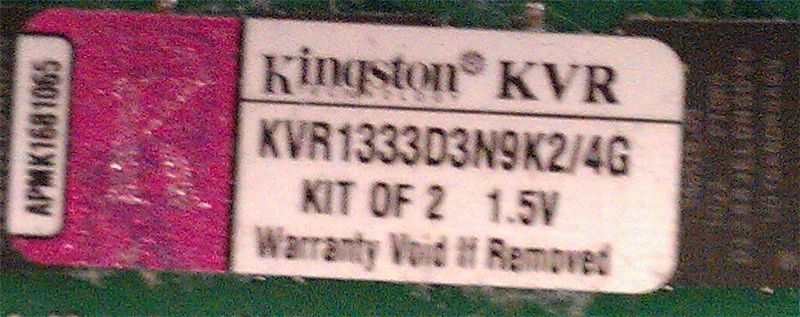 APMK1681065
Kingston® KVR
KVR1333D3N9K2/4G
KIT OF 2 1.5V
Warranty Void If Removed